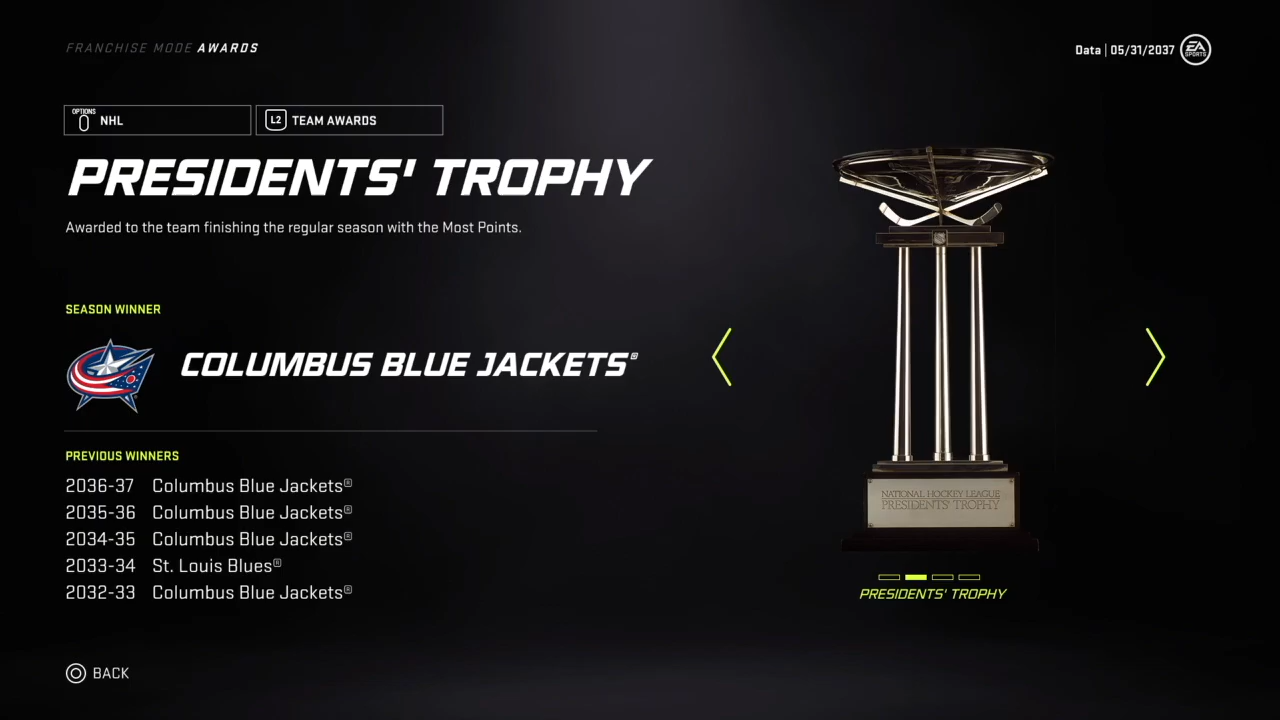 FRANCHISE MODE AWARDS
Data | 05/31/2037
EA SPORTS
OPTIONS
NHL
L2 TEAM AWARDS
PRESIDENTS' TROPHY
Awarded to the team finishing the regular season with the Most Points.
SEASON WINNER
COLUMBUS BLUE JACKETS®
PREVIOUS WINNERS
2036-37 Columbus Blue Jackets®
2035-36 Columbus Blue Jackets®
2034-35 Columbus Blue Jackets®
2033-34 St. Louis Blues®
2032-33 Columbus Blue Jackets®
NATIONAL HOCKEY LEAGUE
PRESIDENTS' TROPHY
PRESIDENTS' TROPHY
BACK